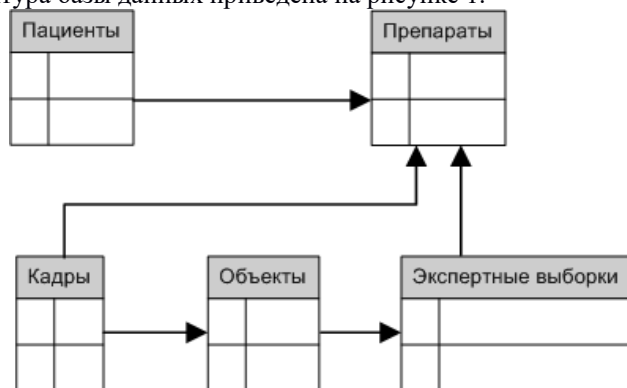 тура базы данных приведена на рисунке 1.
Пациенты
Препараты
Кадры
Объекты
Экспертные выборки